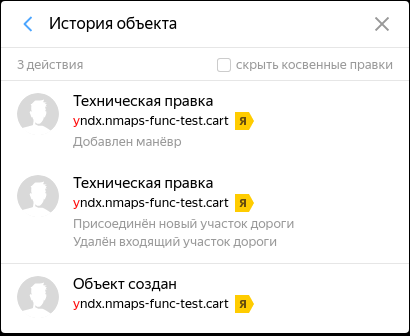 История объекта
3 действия
скрыть косвенные правки
Техническая правка
yndx.nmaps-func-test.cart Я
Добавлен манёвр
Техническая правка
yndx.nmaps-func-test.cart Я
Присоединён новый участок дороги
Удалён входящий участок дороги
Объект создан
yndx.nmaps-func-test.cart Я